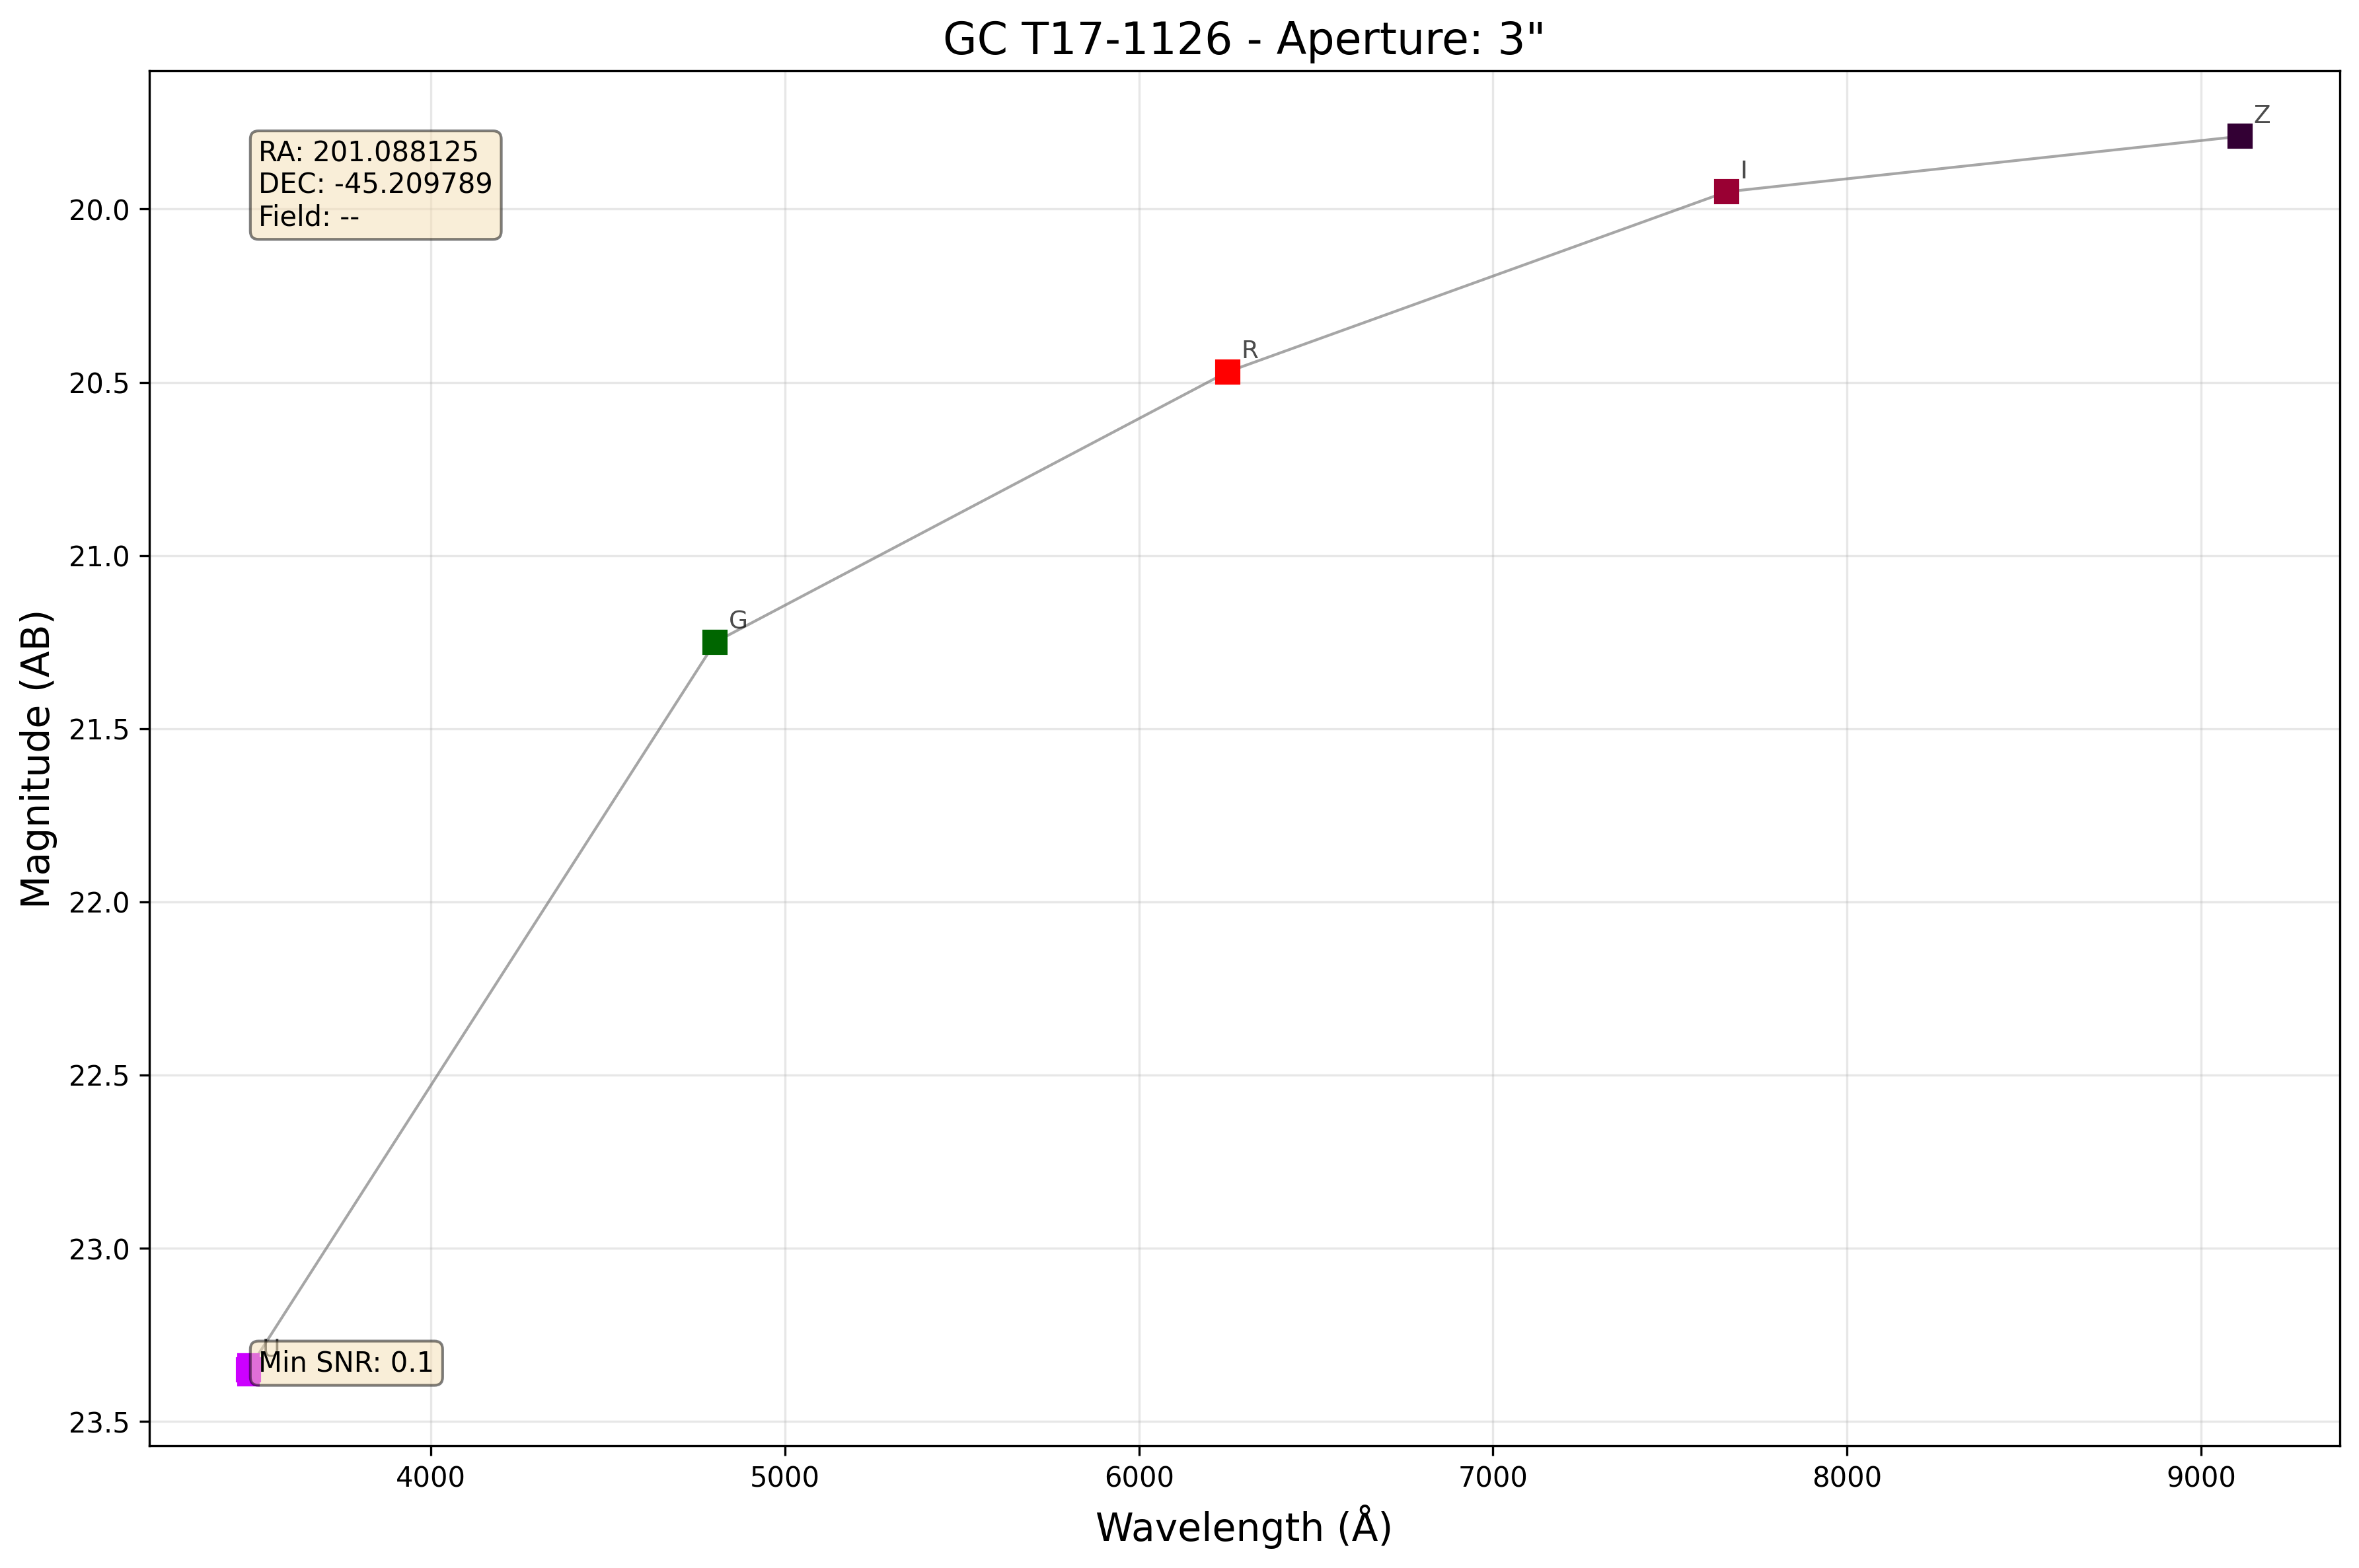 GC T17-1126 - Aperture: 3"
RA: 201.088125
DEC: -45.209789
Field: --
Z
I
R
G
U
Min SNR: 0.1
Magnitude (AB)
20.0
20.5
21.0
21.5
22.0
22.5
23.0
23.5
4000
5000
6000
7000
8000
9000
Wavelength (Å)